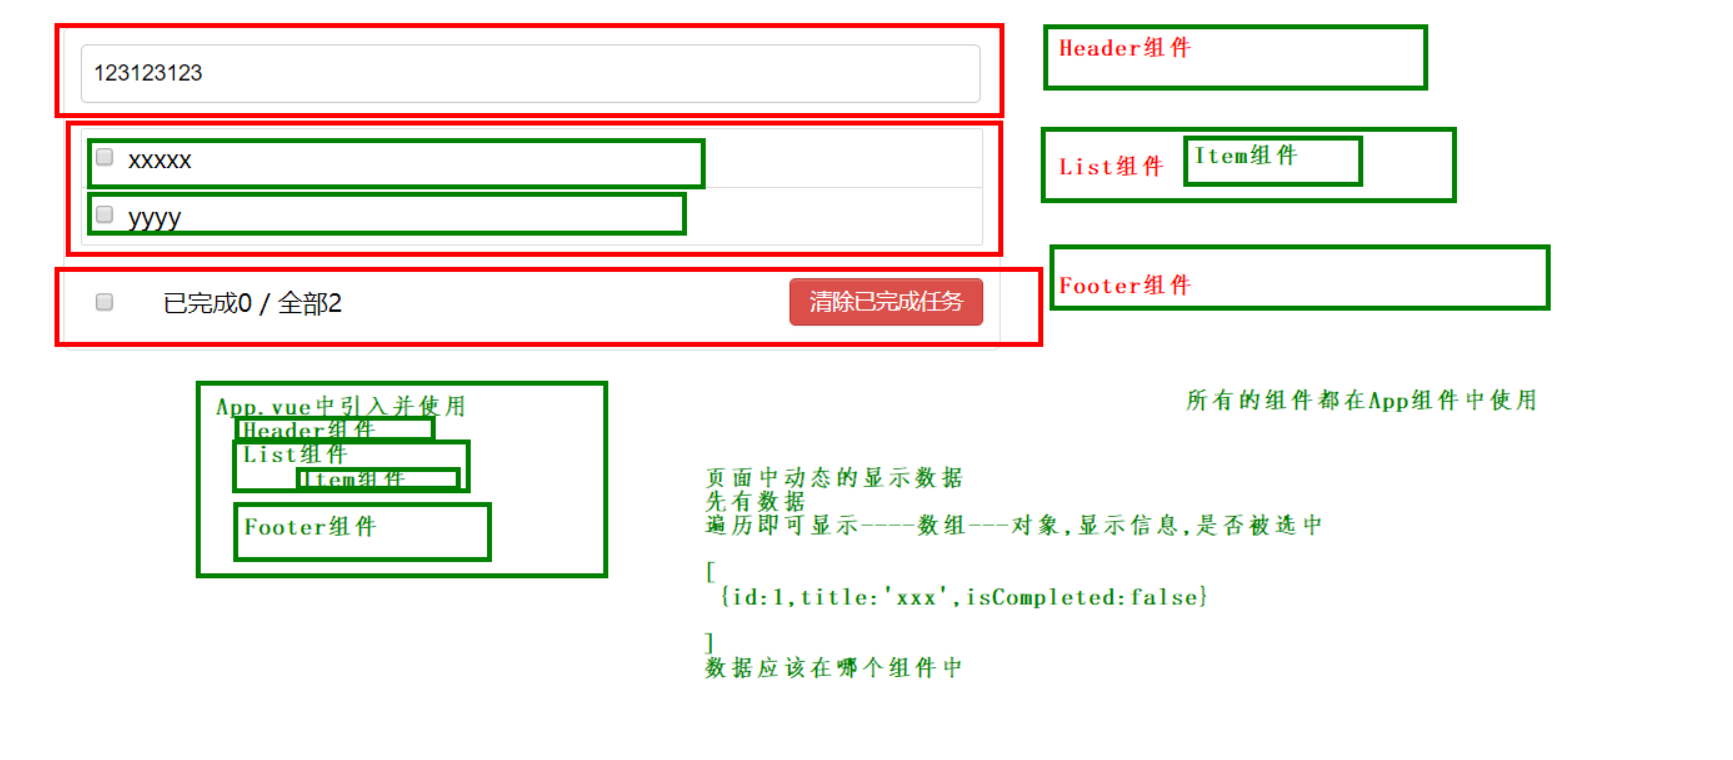 123123123
Header组件
xxxxx
Item组件
List组件
yyyy
Footer组件
已完成0 / 全部2
清除已完成任务
App.vue中引入并使用
Header组件
List组件
Item组件
Footer组件
所有的组件都在App组件中使用
页面中动态的显示数据
先有数据
遍历即可显示----数组---对象,显示信息,是否被选中
[
{id:1,title:'xxx',isCompleted:false}
]
数据应该在哪个组件中